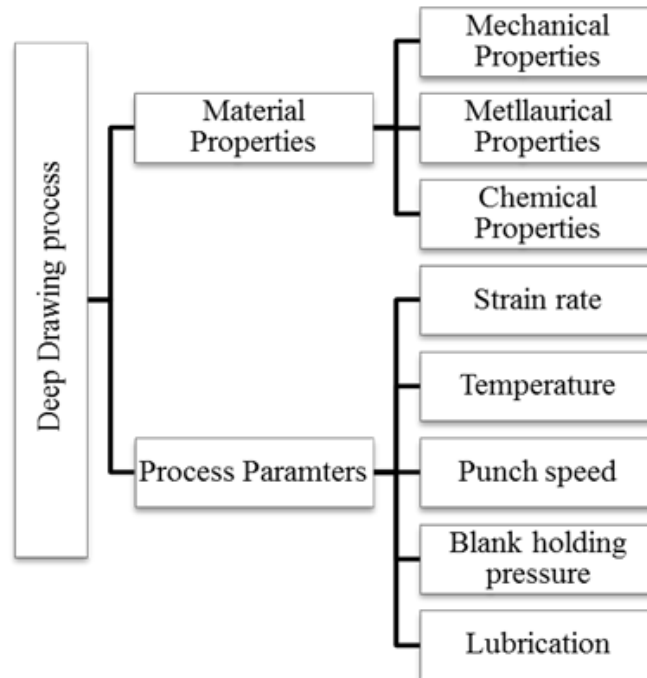 Deep Drawing process
Material
Properties
Mechanical
Properties
Metllaurical
Properties
Chemical
Properties
Process Paramters
Strain rate
Temperature
Punch speed
Blank holding
pressure
Lubrication